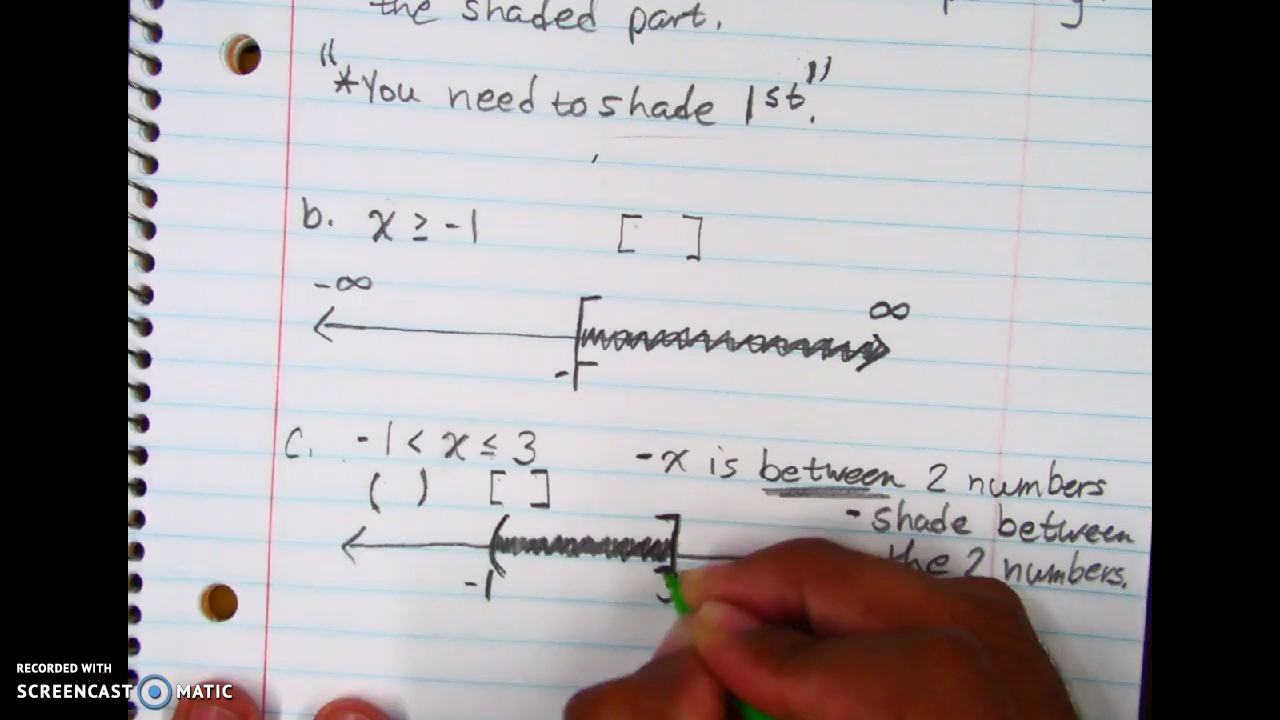 the shaded part.
"*You need to shade 1st."
b. x ≥ -1 [ ]
-∞ ∞
-1
c. -1 < x ≤ 3 -x is between 2 numbers
( ) [ ] - shade between
the 2 numbers.
-1
RECORDED WITH
SCREENCAST MATIC